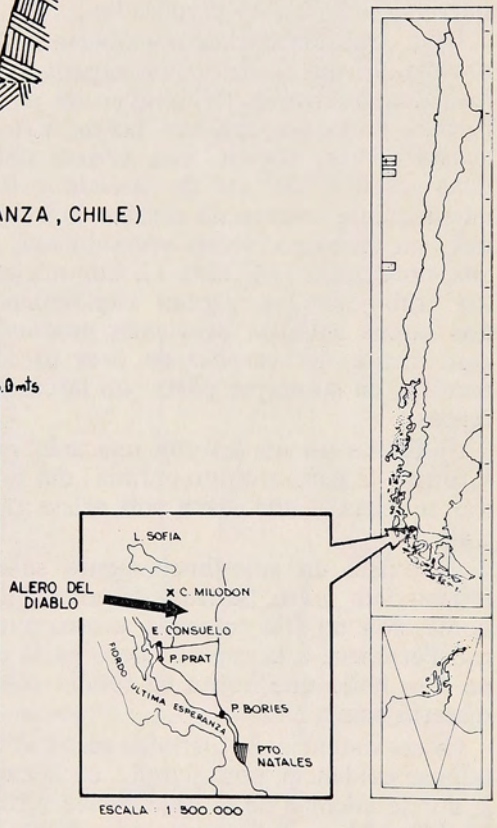 ANZA, CHILE)
.0 mts
L. SOFIA
C. MILODON
ALERO DEL
DIABLO
E. CONSUELO
P. PRAT
FIORDO
ULTIMA ESPERANZA
P. BORIES
PTO.
NATALES
ESCALA : 1:500.000